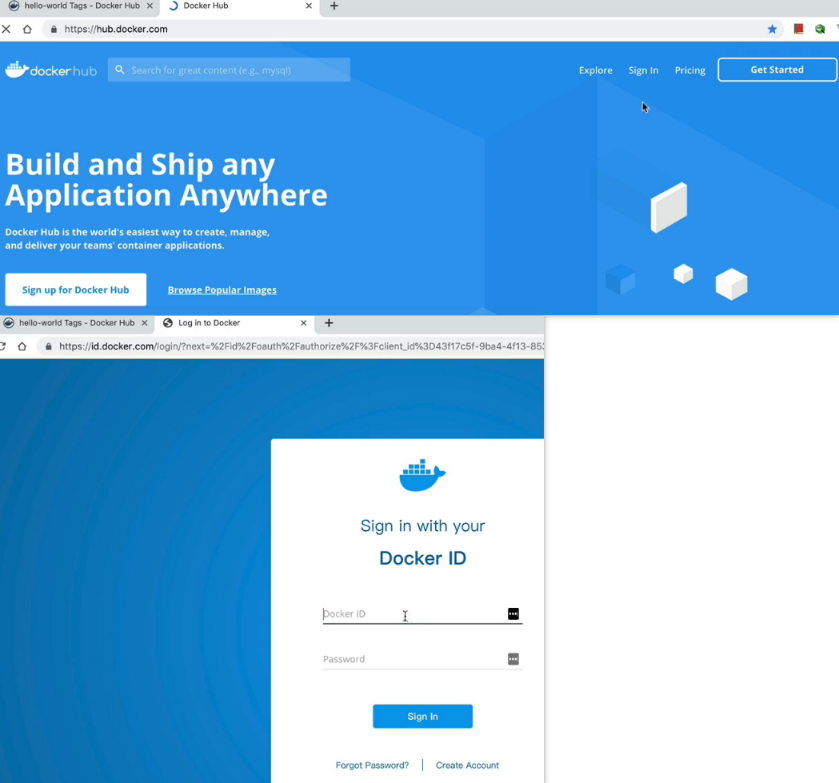 hello-world Tags - Docker Hub
Docker Hub
https://hub.docker.com
dockerhub
Search for great content (e.g., mysql)
Explore
Sign In
Pricing
Get Started
Build and Ship any
Application Anywhere
Docker Hub is the world's easiest way to create, manage,
and deliver your teams' container applications.
Sign up for Docker Hub
Browse Popular Images
hello-world Tags - Docker Hub
Log in to Docker
https://id.docker.com/login/?next=%2Fid%2Foauth%2Fauthorize%2F%3Fclient_id%3D43f17c5f-9ba4-4f13-853
Sign in with your
Docker ID
Docker ID
Password
Sign In
Forgot Password?
Create Account